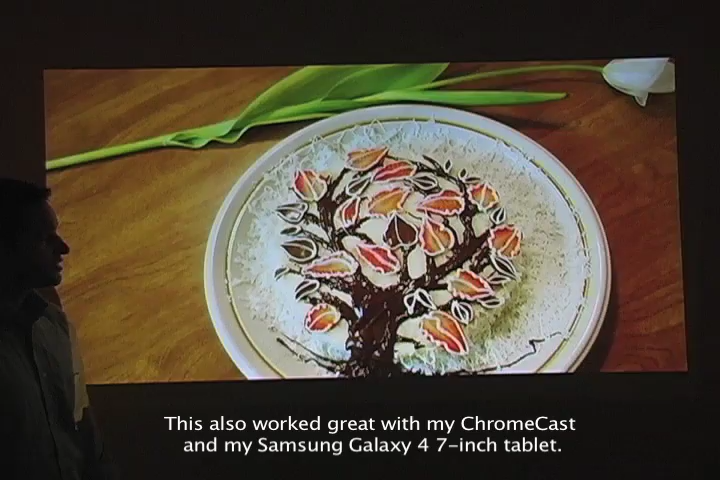 This also worked great with my ChromeCast
and my Samsung Galaxy 4 7-inch tablet.